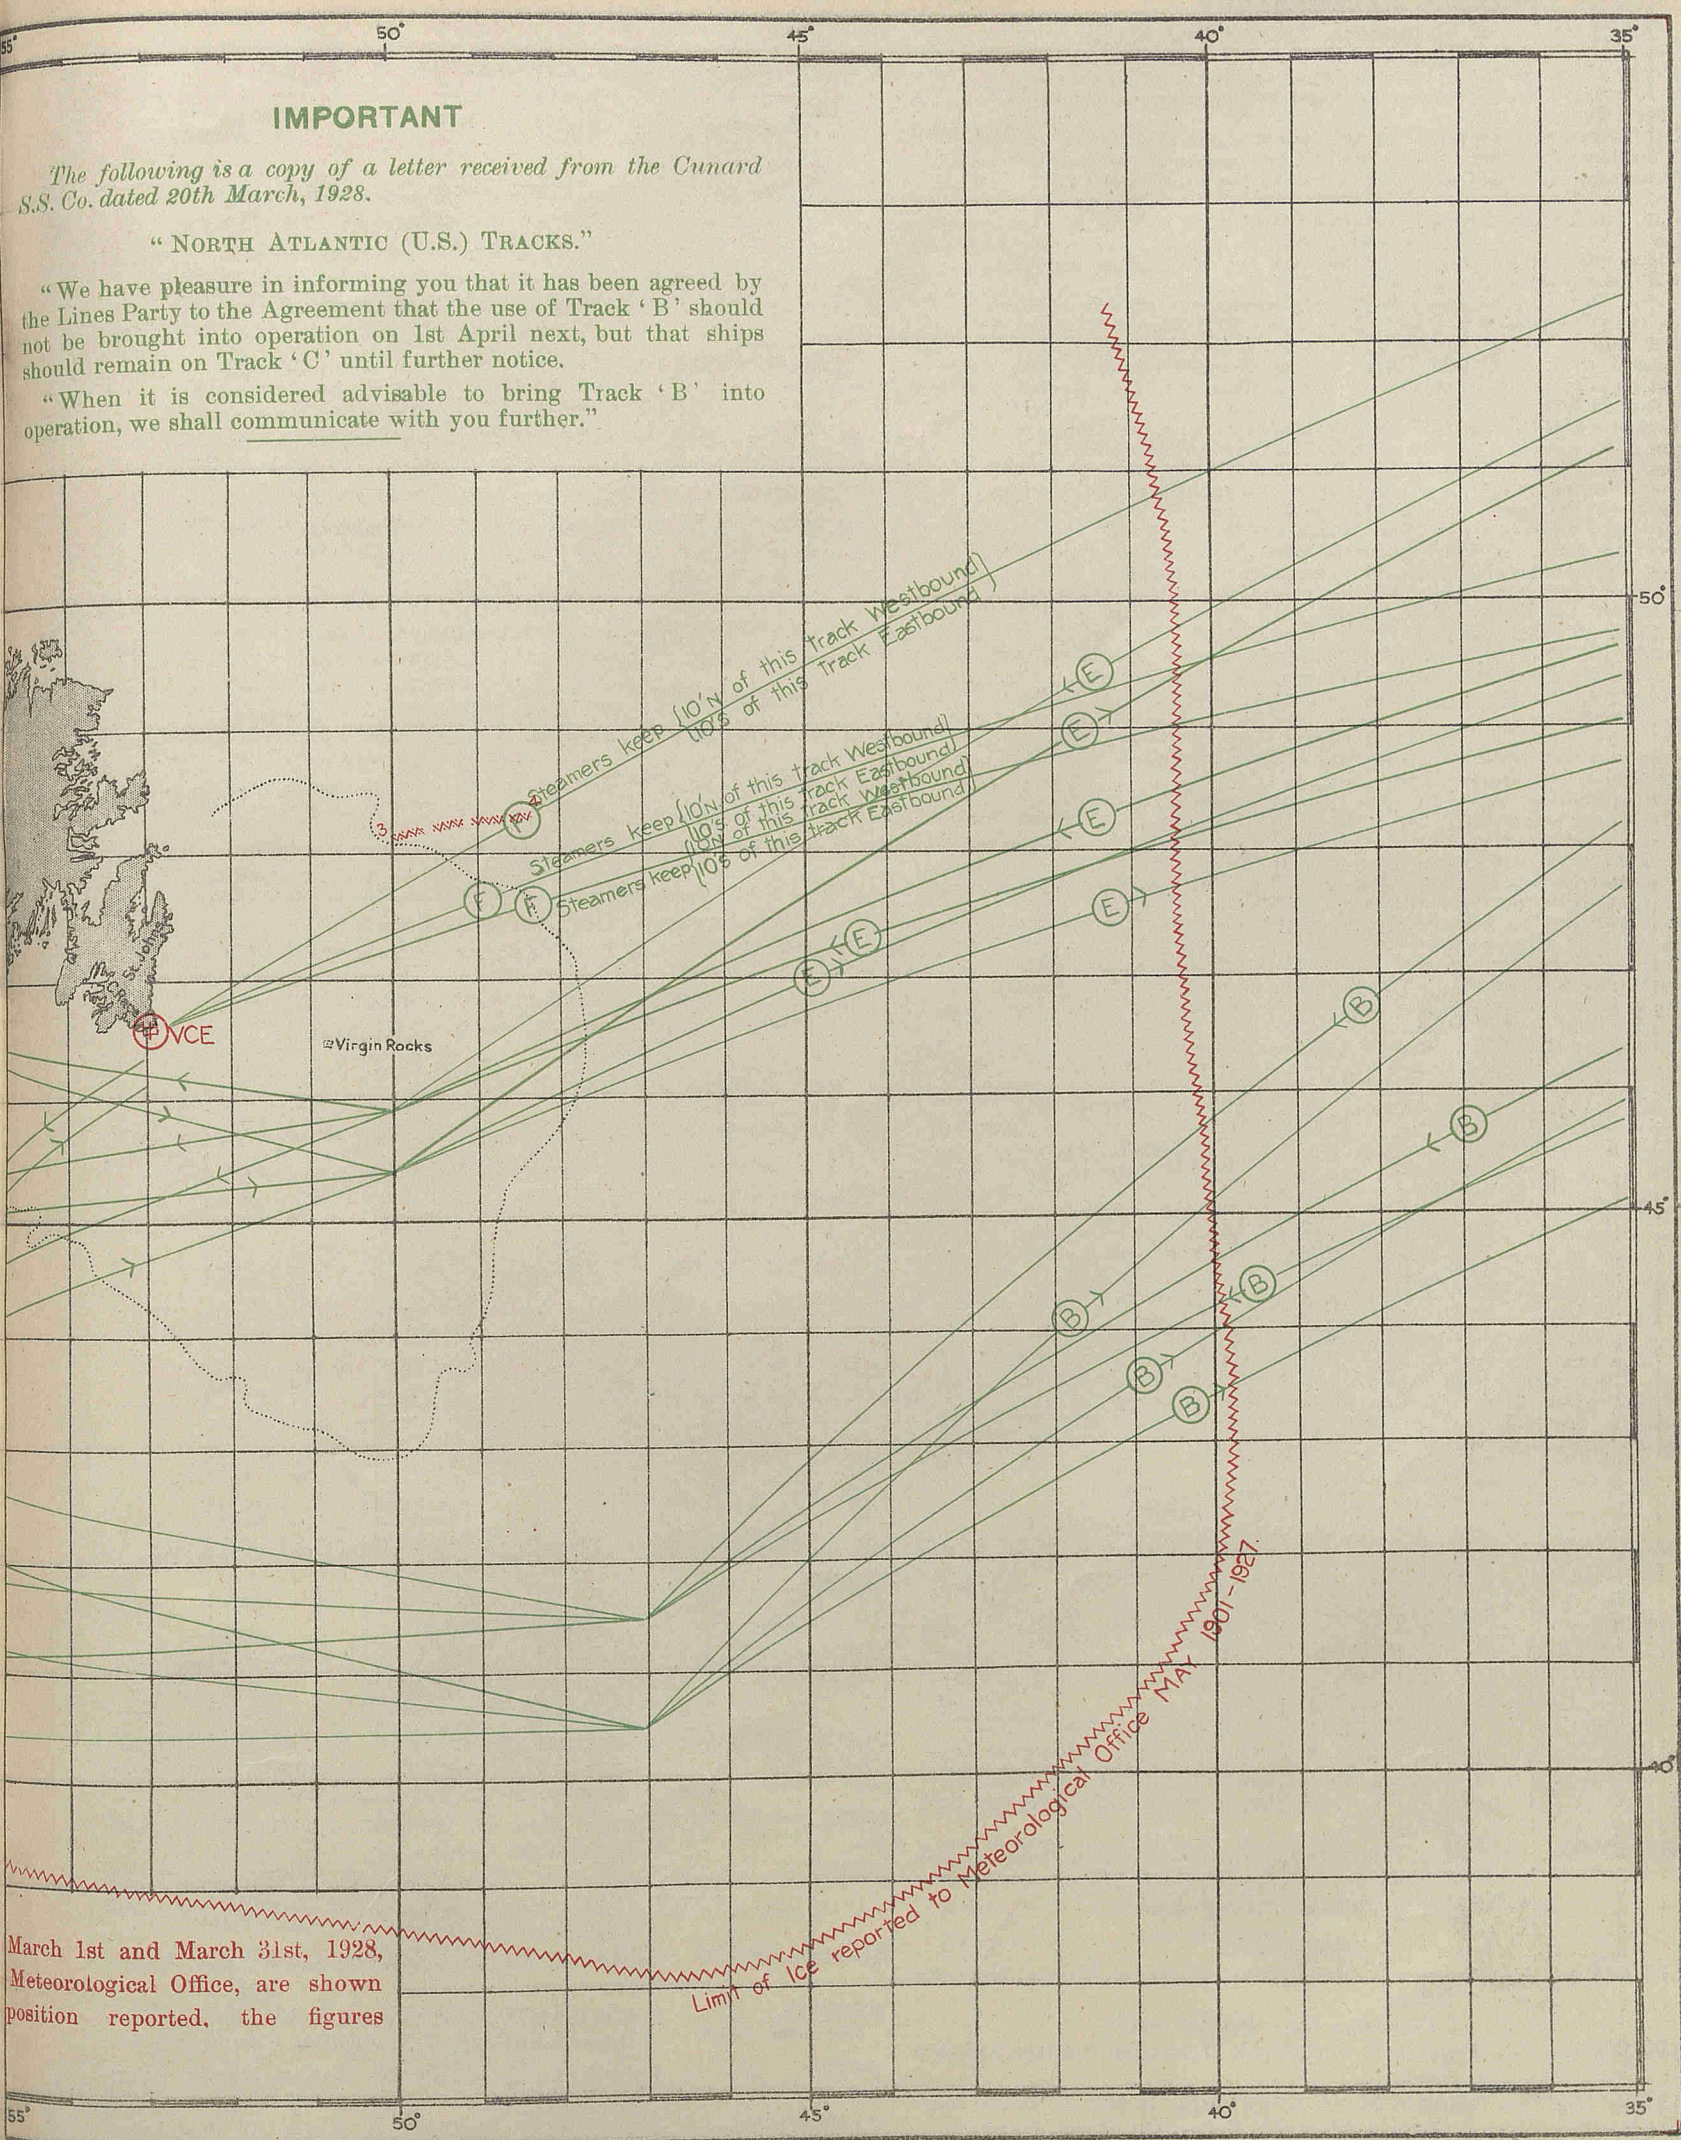 55° 50° 45° 40° 35°
IMPORTANT
The following is a copy of a letter received from the Cunard
S.S. Co. dated 20th March, 1928.
“ NORTH ATLANTIC (U.S.) TRACKS.”
“We have pleasure in informing you that it has been agreed by
the Lines Party to the Agreement that the use of Track ‘ B ’ should
not be brought into operation on 1st April next, but that ships
should remain on Track ‘ C ’ until further notice.
“When it is considered advisable to bring Track ‘ B ’ into
operation, we shall communicate with you further.”
50°
Steamers keep {10'N of this track Westbound}
{10'S of this track Eastbound}
E
E
Steamers keep {10'N of this track Westbound}
{10'S of this track Eastbound}
{10'N of this track Westbound}
Steamers keep {10'S of this track Eastbound}
3
F
F
F
E
E
E
E
St Johns
VCE
Virgin Rocks
B
B
45°
B
B
B
B
40°
Limit of Ice reported to Meteorological Office MAY 1901-1927
March 1st and March 31st, 1928,
Meteorological Office, are shown
position reported, the figures
55° 50° 45° 40° 35°